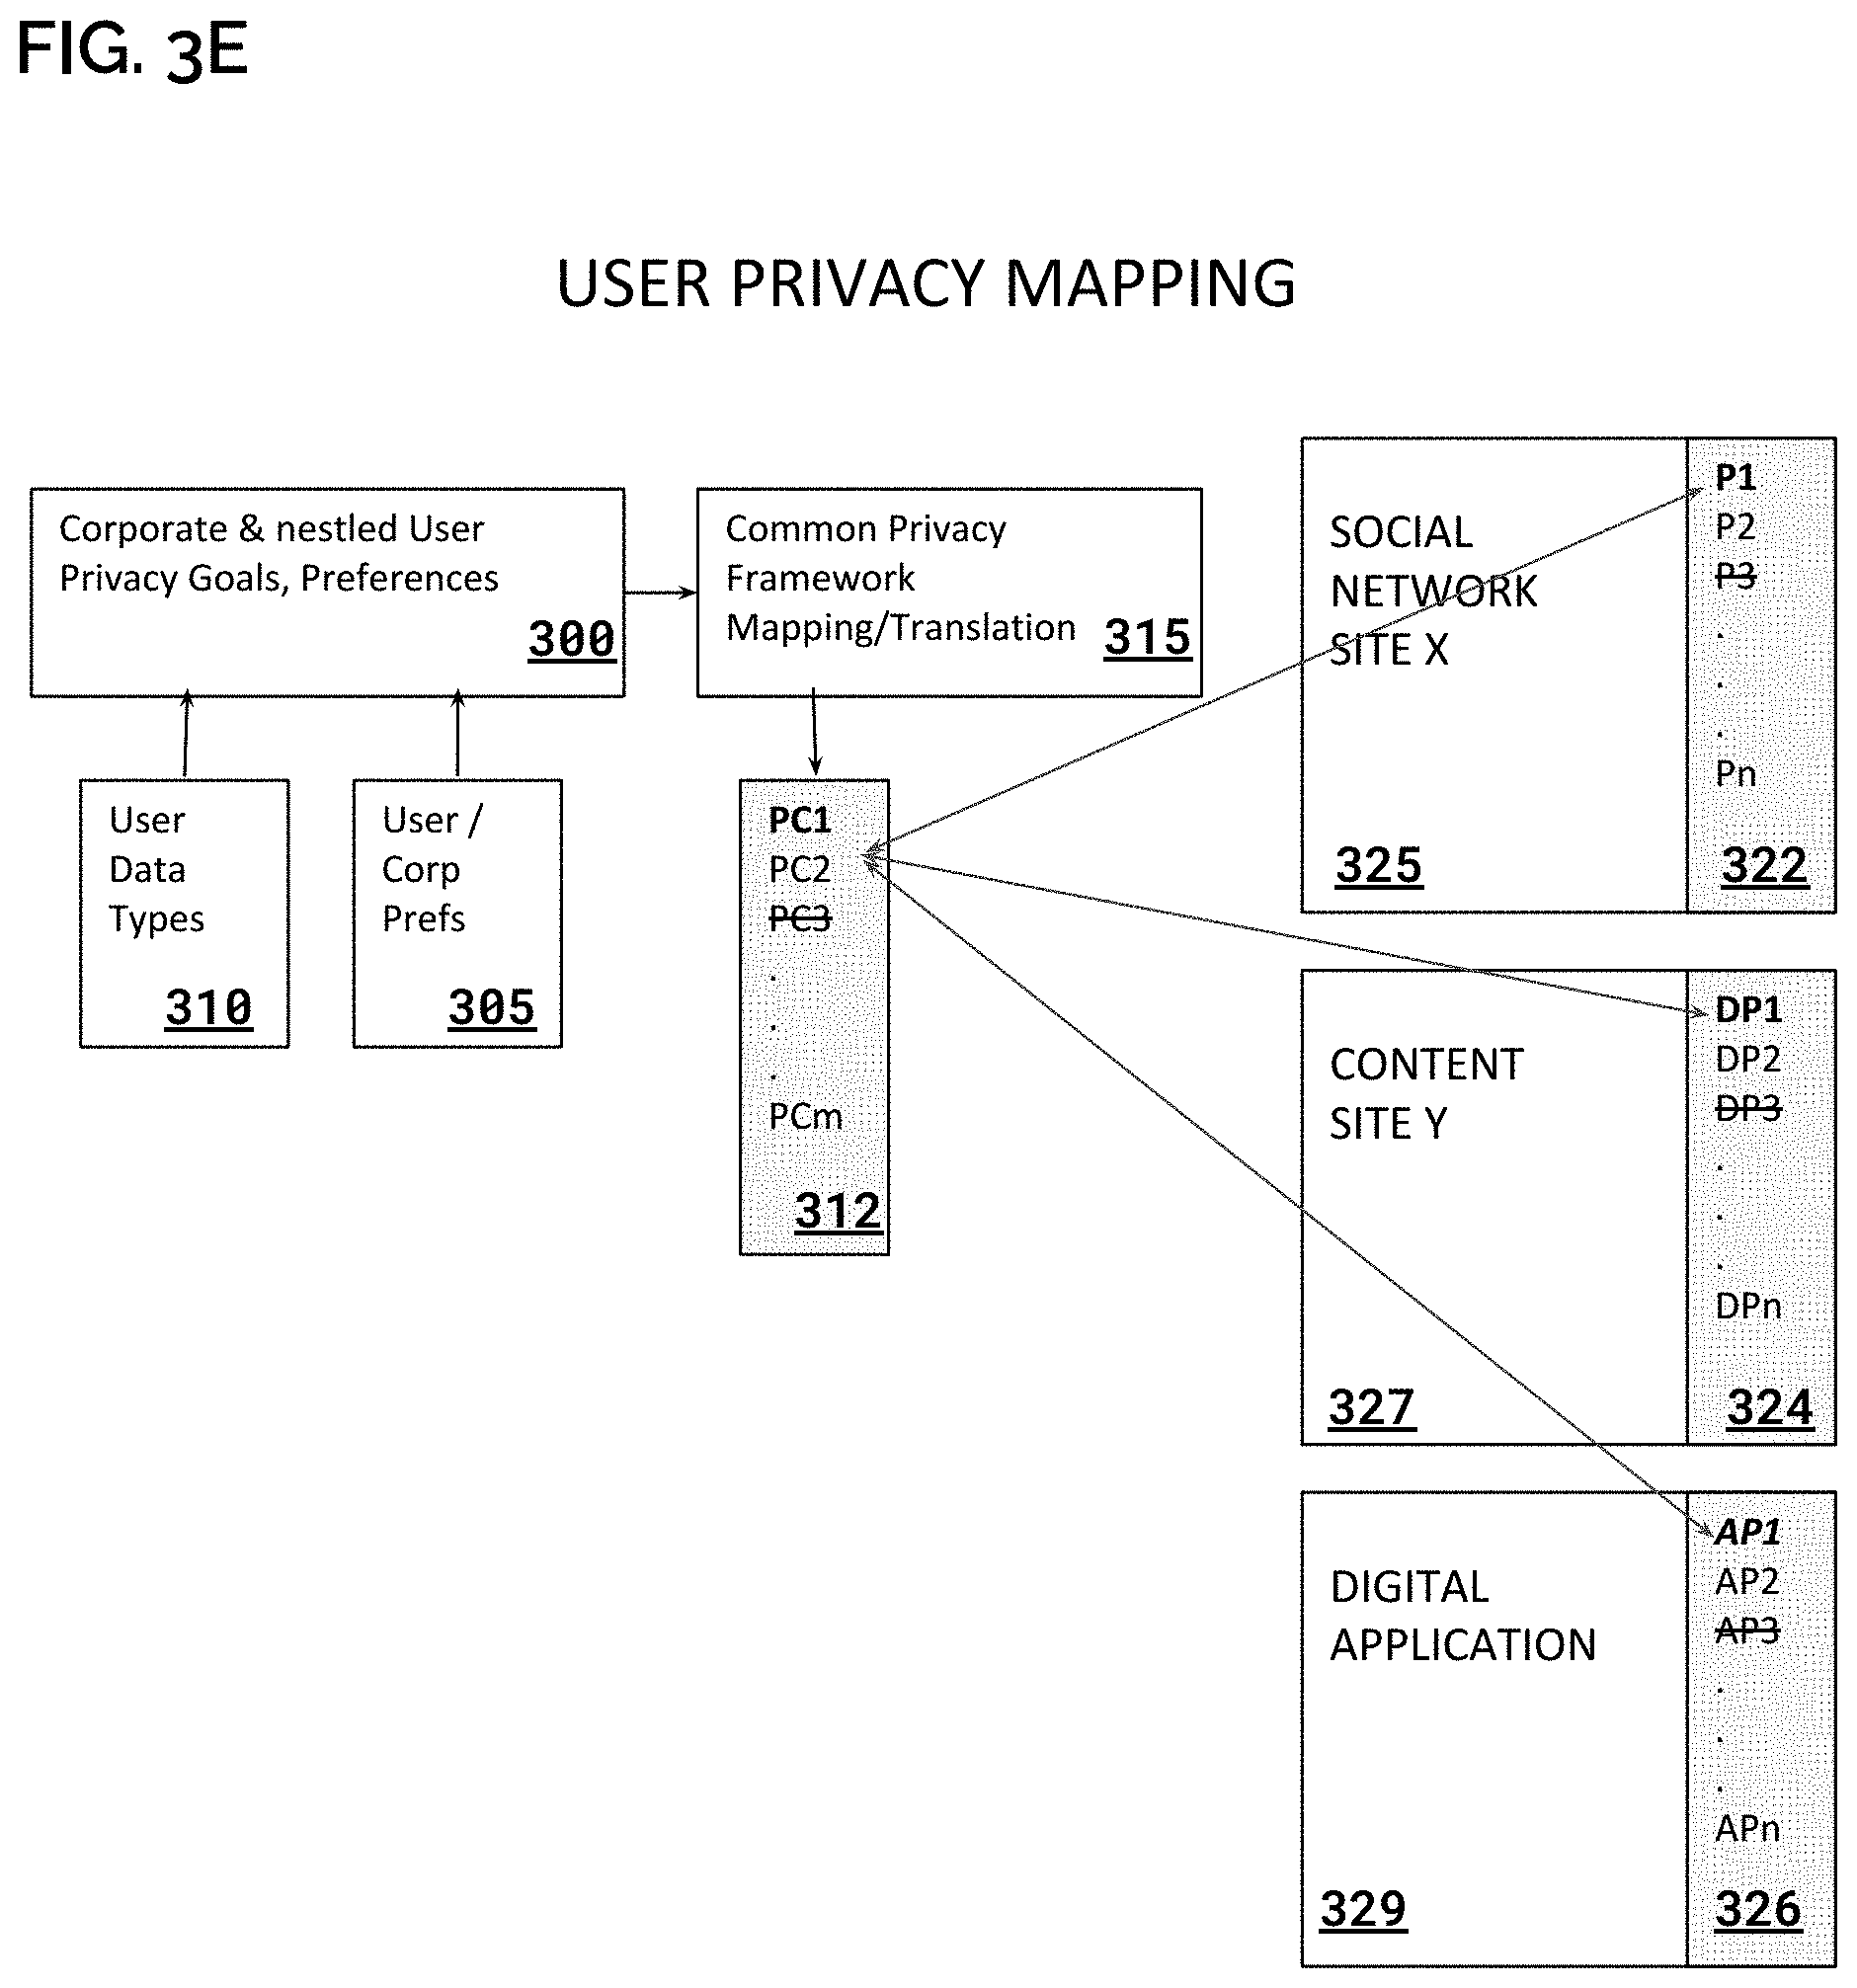 FIG. 3E
USER PRIVACY MAPPING
Corporate & nestled User
Privacy Goals, Preferences
300
Common Privacy
Framework
Mapping/Translation
315
User
Data
Types
310
User /
Corp
Prefs
305
PC1
PC2
PC3
.
.
.
PCm
312
SOCIAL
NETWORK
SITE X
325
P1
P2
P3
.
.
.
Pn
322
CONTENT
SITE Y
327
DP1
DP2
DP3
.
.
.
DPn
324
DIGITAL
APPLICATION
329
AP1
AP2
AP3
.
.
.
APn
326